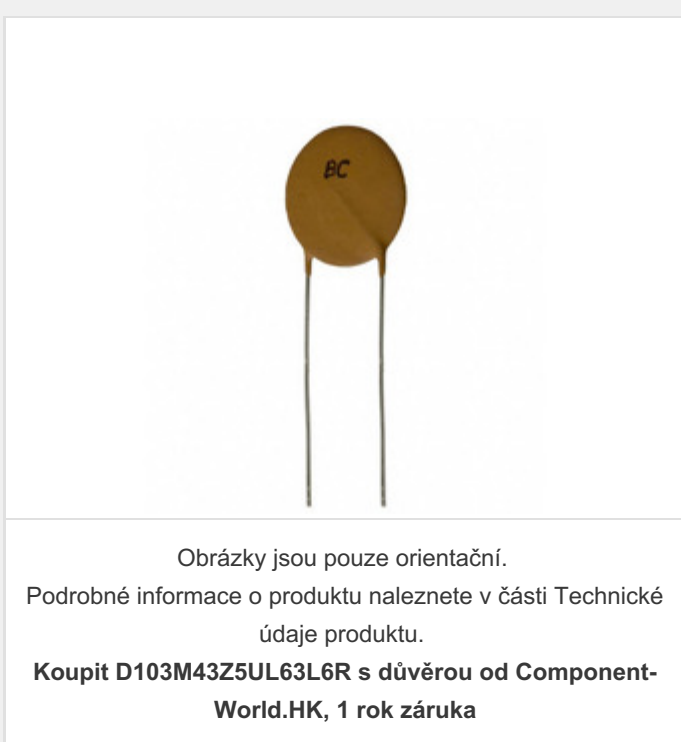 BC
Obrázky jsou pouze orientační.
Podrobné informace o produktu naleznete v části Technické
údaje produktu.
Koupit D103M43Z5UL63L6R s důvěrou od Component-
World.HK, 1 rok záruka